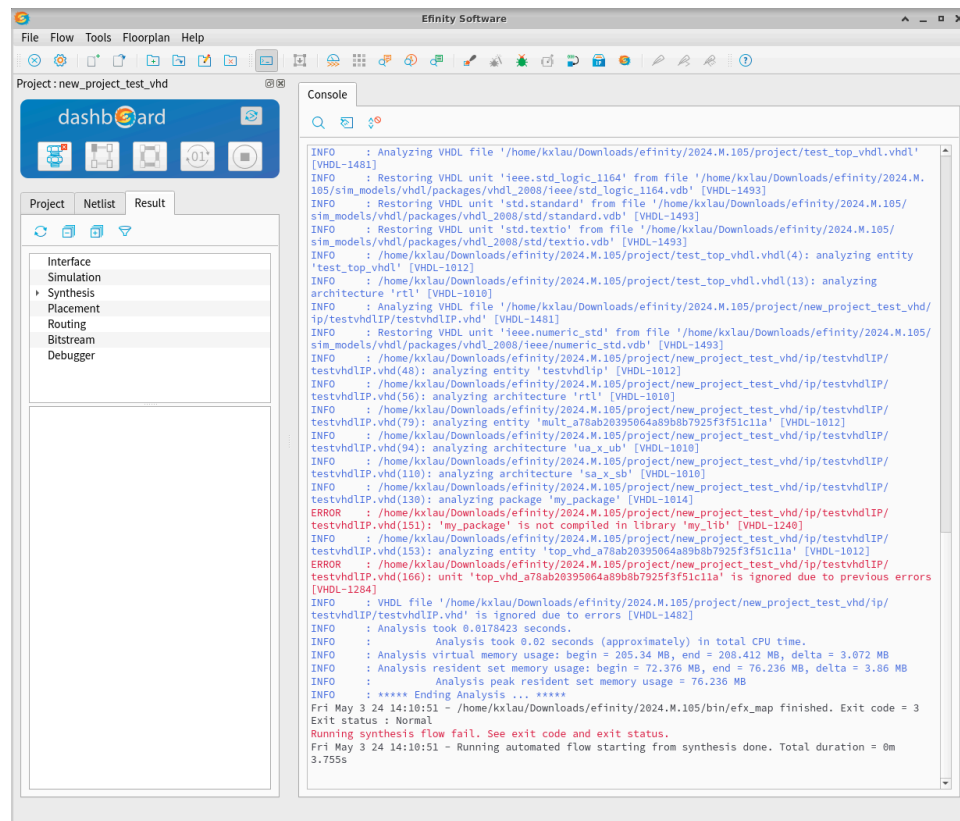 Efinity Software
File Flow Tools Floorplan Help
Project : new_project_test_vhd
dashboard
Project Netlist Result
Interface
Simulation
Synthesis
Placement
Routing
Bitstream
Debugger
Console
INFO : Analyzing VHDL file '/home/kxlau/Downloads/efinity/2024.M.105/project/test_top_vhdl.vhdl'
[VHDL-1481]
INFO : Restoring VHDL unit 'ieee.std_logic_1164' from file '/home/kxlau/Downloads/efinity/2024.M.
105/sim_models/vhdl/packages/vhdl_2008/ieee/std_logic_1164.vdb' [VHDL-1493]
INFO : Restoring VHDL unit 'std.standard' from file '/home/kxlau/Downloads/efinity/2024.M.105/
sim_models/vhdl/packages/vhdl_2008/std/standard.vdb' [VHDL-1493]
INFO : Restoring VHDL unit 'std.textio' from file '/home/kxlau/Downloads/efinity/2024.M.105/
sim_models/vhdl/packages/vhdl_2008/std/textio.vdb' [VHDL-1493]
INFO : /home/kxlau/Downloads/efinity/2024.M.105/project/test_top_vhdl.vhdl(4): analyzing entity
'test_top_vhdl' [VHDL-1012]
INFO : /home/kxlau/Downloads/efinity/2024.M.105/project/test_top_vhdl.vhdl(13): analyzing
architecture 'rtl' [VHDL-1010]
INFO : Analyzing VHDL file '/home/kxlau/Downloads/efinity/2024.M.105/project/new_project_test_vhd/
ip/testvhdlIP/testvhdlIP.vhd' [VHDL-1481]
INFO : Restoring VHDL unit 'ieee.numeric_std' from file '/home/kxlau/Downloads/efinity/2024.M.105/
sim_models/vhdl/packages/vhdl_2008/ieee/numeric_std.vdb' [VHDL-1493]
INFO : /home/kxlau/Downloads/efinity/2024.M.105/project/new_project_test_vhd/ip/testvhdlIP/
testvhdlIP.vhd(48): analyzing entity 'testvhdlip' [VHDL-1012]
INFO : /home/kxlau/Downloads/efinity/2024.M.105/project/new_project_test_vhd/ip/testvhdlIP/
testvhdlIP.vhd(56): analyzing architecture 'rtl' [VHDL-1010]
INFO : /home/kxlau/Downloads/efinity/2024.M.105/project/new_project_test_vhd/ip/testvhdlIP/
testvhdlIP.vhd(79): analyzing entity 'mult_a78ab20395064a89b8b7925f3f51c11a' [VHDL-1012]
INFO : /home/kxlau/Downloads/efinity/2024.M.105/project/new_project_test_vhd/ip/testvhdlIP/
testvhdlIP.vhd(94): analyzing architecture 'ua_x_ub' [VHDL-1010]
INFO : /home/kxlau/Downloads/efinity/2024.M.105/project/new_project_test_vhd/ip/testvhdlIP/
testvhdlIP.vhd(110): analyzing architecture 'sa_x_sb' [VHDL-1010]
INFO : /home/kxlau/Downloads/efinity/2024.M.105/project/new_project_test_vhd/ip/testvhdlIP/
testvhdlIP.vhd(130): analyzing package 'my_package' [VHDL-1014]
ERROR : /home/kxlau/Downloads/efinity/2024.M.105/project/new_project_test_vhd/ip/testvhdlIP/
testvhdlIP.vhd(151): 'my_package' is not compiled in library 'my_lib' [VHDL-1240]
INFO : /home/kxlau/Downloads/efinity/2024.M.105/project/new_project_test_vhd/ip/testvhdlIP/
testvhdlIP.vhd(153): analyzing entity 'top_vhd_a78ab20395064a89b8b7925f3f51c11a' [VHDL-1012]
ERROR : /home/kxlau/Downloads/efinity/2024.M.105/project/new_project_test_vhd/ip/testvhdlIP/
testvhdlIP.vhd(166): unit 'top_vhd_a78ab20395064a89b8b7925f3f51c11a' is ignored due to previous errors
[VHDL-1284]
INFO : VHDL file '/home/kxlau/Downloads/efinity/2024.M.105/project/new_project_test_vhd/ip/
testvhdlIP/testvhdlIP.vhd' is ignored due to errors [VHDL-1482]
INFO : Analysis took 0.0178423 seconds.
INFO : Analysis took 0.02 seconds (approximately) in total CPU time.
INFO : Analysis virtual memory usage: begin = 205.34 MB, end = 208.412 MB, delta = 3.072 MB
INFO : Analysis resident set memory usage: begin = 72.376 MB, end = 76.236 MB, delta = 3.86 MB
INFO : Analysis peak resident set memory usage = 76.236 MB
INFO : ***** Ending Analysis ... *****
Fri May 3 24 14:10:51 - /home/kxlau/Downloads/efinity/2024.M.105/bin/efx_map finished. Exit code = 3
Exit status : Normal
Running synthesis flow fail. See exit code and exit status.
Fri May 3 24 14:10:51 - Running automated flow starting from synthesis done. Total duration = 0m
3.755s